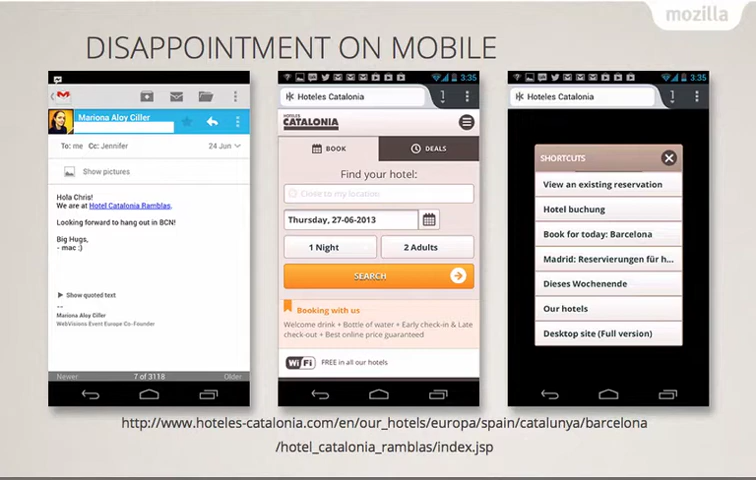 mozilla
DISAPPOINTMENT ON MOBILE
Mariona Aloy Ciller
To: me Cc: Jennifer
24 Jun
Show pictures
Hola Chris!
We are at Hotel Catalonia Ramblas.
Looking forward to hang out in BCN!
Big Hugs,
- mac :)
Show quoted text
--
Mariona Aloy Ciller
WebVisions Event Europe Co-Founder
Newer
7 of 3118
Older
3:35
Hoteles Catalonia
1
HOTELES
CATALONIA
BOOK
DEALS
Find your hotel:
Close to my location
Thursday, 27-06-2013
1 Night
2 Adults
SEARCH
Booking with us
Welcome drink + Bottle of water + Early check-in & Late
check-out + Best online price guaranteed
WiFi
FREE in all our hotels
3:35
Hoteles Catalonia
1
SHORTCUTS
View an existing reservation
Hotel buchung
Book for today: Barcelona
Madrid: Reservierungen für h...
Dieses Wochenende
Our hotels
Desktop site (Full version)
http://www.hoteles-catalonia.com/en/our_hotels/europa/spain/catalunya/barcelona
/hotel_catalonia_ramblas/index.jsp